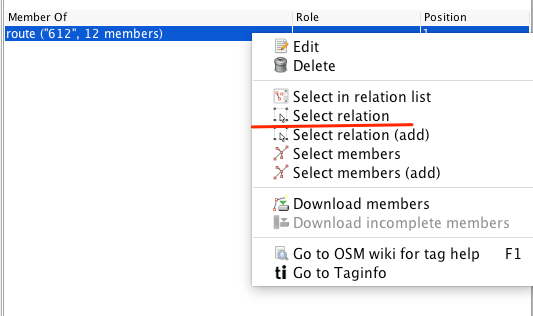 Member Of Role Position
route ("612", 12 members) 1
Edit
Delete
Select in relation list
Select relation
Select relation (add)
Select members
Select members (add)
Download members
Download incomplete members
Go to OSM wiki for tag help F1
ti Go to Taginfo